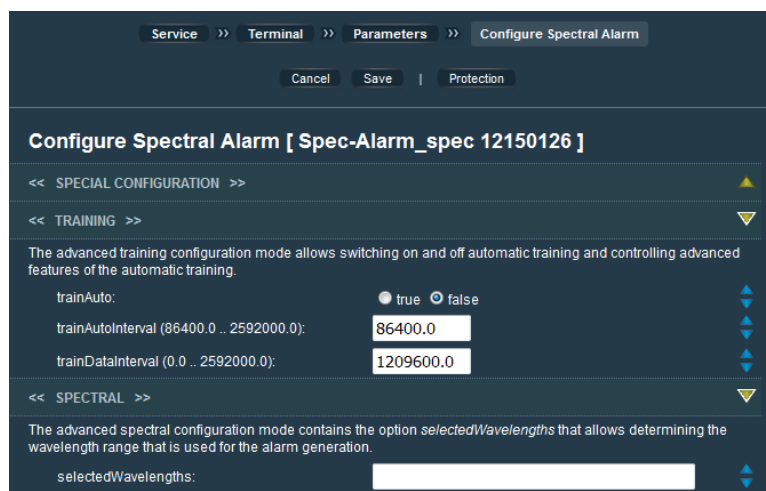 Service » Terminal » Parameters » Configure Spectral Alarm
Cancel Save | Protection
Configure Spectral Alarm [ Spec-Alarm_spec 12150126 ]
<< SPECIAL CONFIGURATION >>
<< TRAINING >>
The advanced training configuration mode allows switching on and off automatic training and controlling advanced
features of the automatic training.
trainAuto: true false
trainAutoInterval (86400.0 .. 2592000.0): 86400.0
trainDataInterval (0.0 .. 2592000.0): 1209600.0
<< SPECTRAL >>
The advanced spectral configuration mode contains the option selectedWavelengths that allows determining the
wavelength range that is used for the alarm generation.
selectedWavelengths: